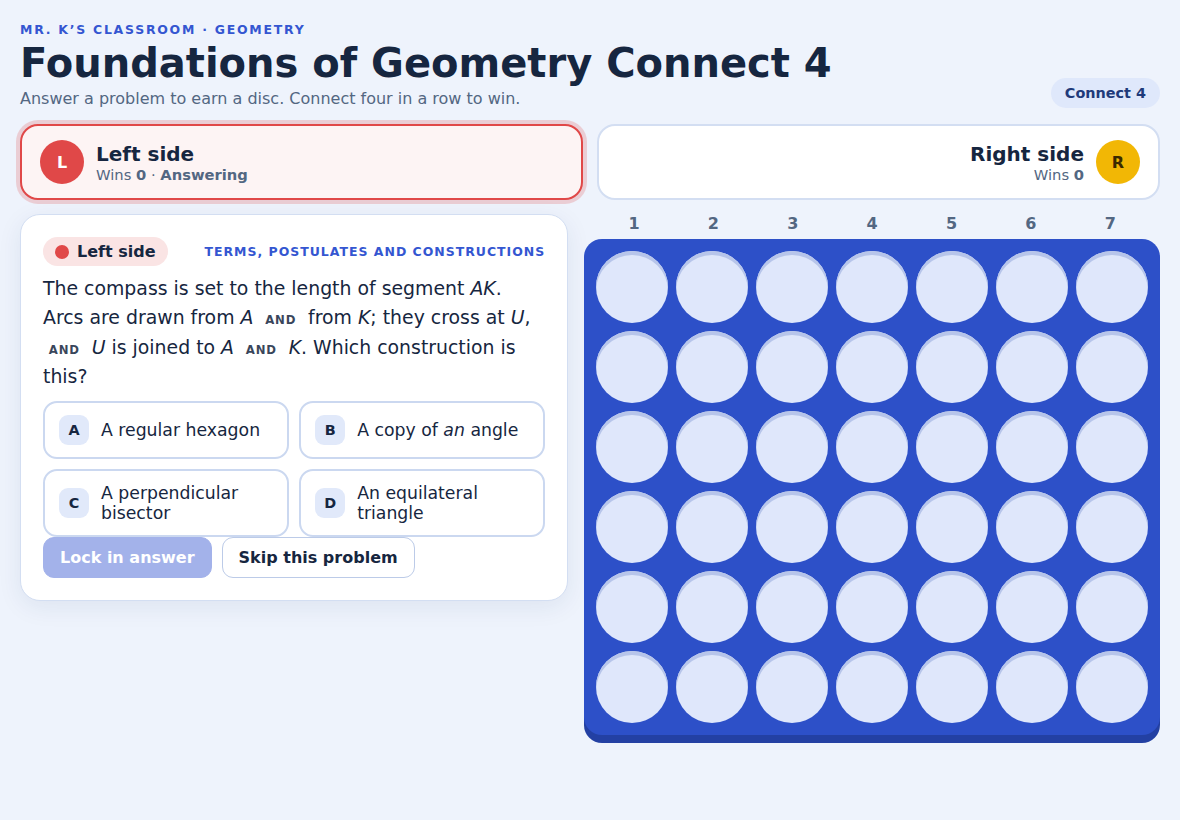 MR. K’S CLASSROOM · GEOMETRY
Foundations of Geometry Connect 4
Answer a problem to earn a disc. Connect four in a row to win.
Connect 4
L
Left side
Wins 0 · Answering
Right side
Wins 0
R
Left side
TERMS, POSTULATES AND CONSTRUCTIONS
The compass is set to the length of segment AK.
Arcs are drawn from A AND from K; they cross at U,
AND U is joined to A AND K. Which construction is
this?
A A regular hexagon
B A copy of an angle
C A perpendicular
bisector
D An equilateral
triangle
Lock in answer
Skip this problem
1 2 3 4 5 6 7